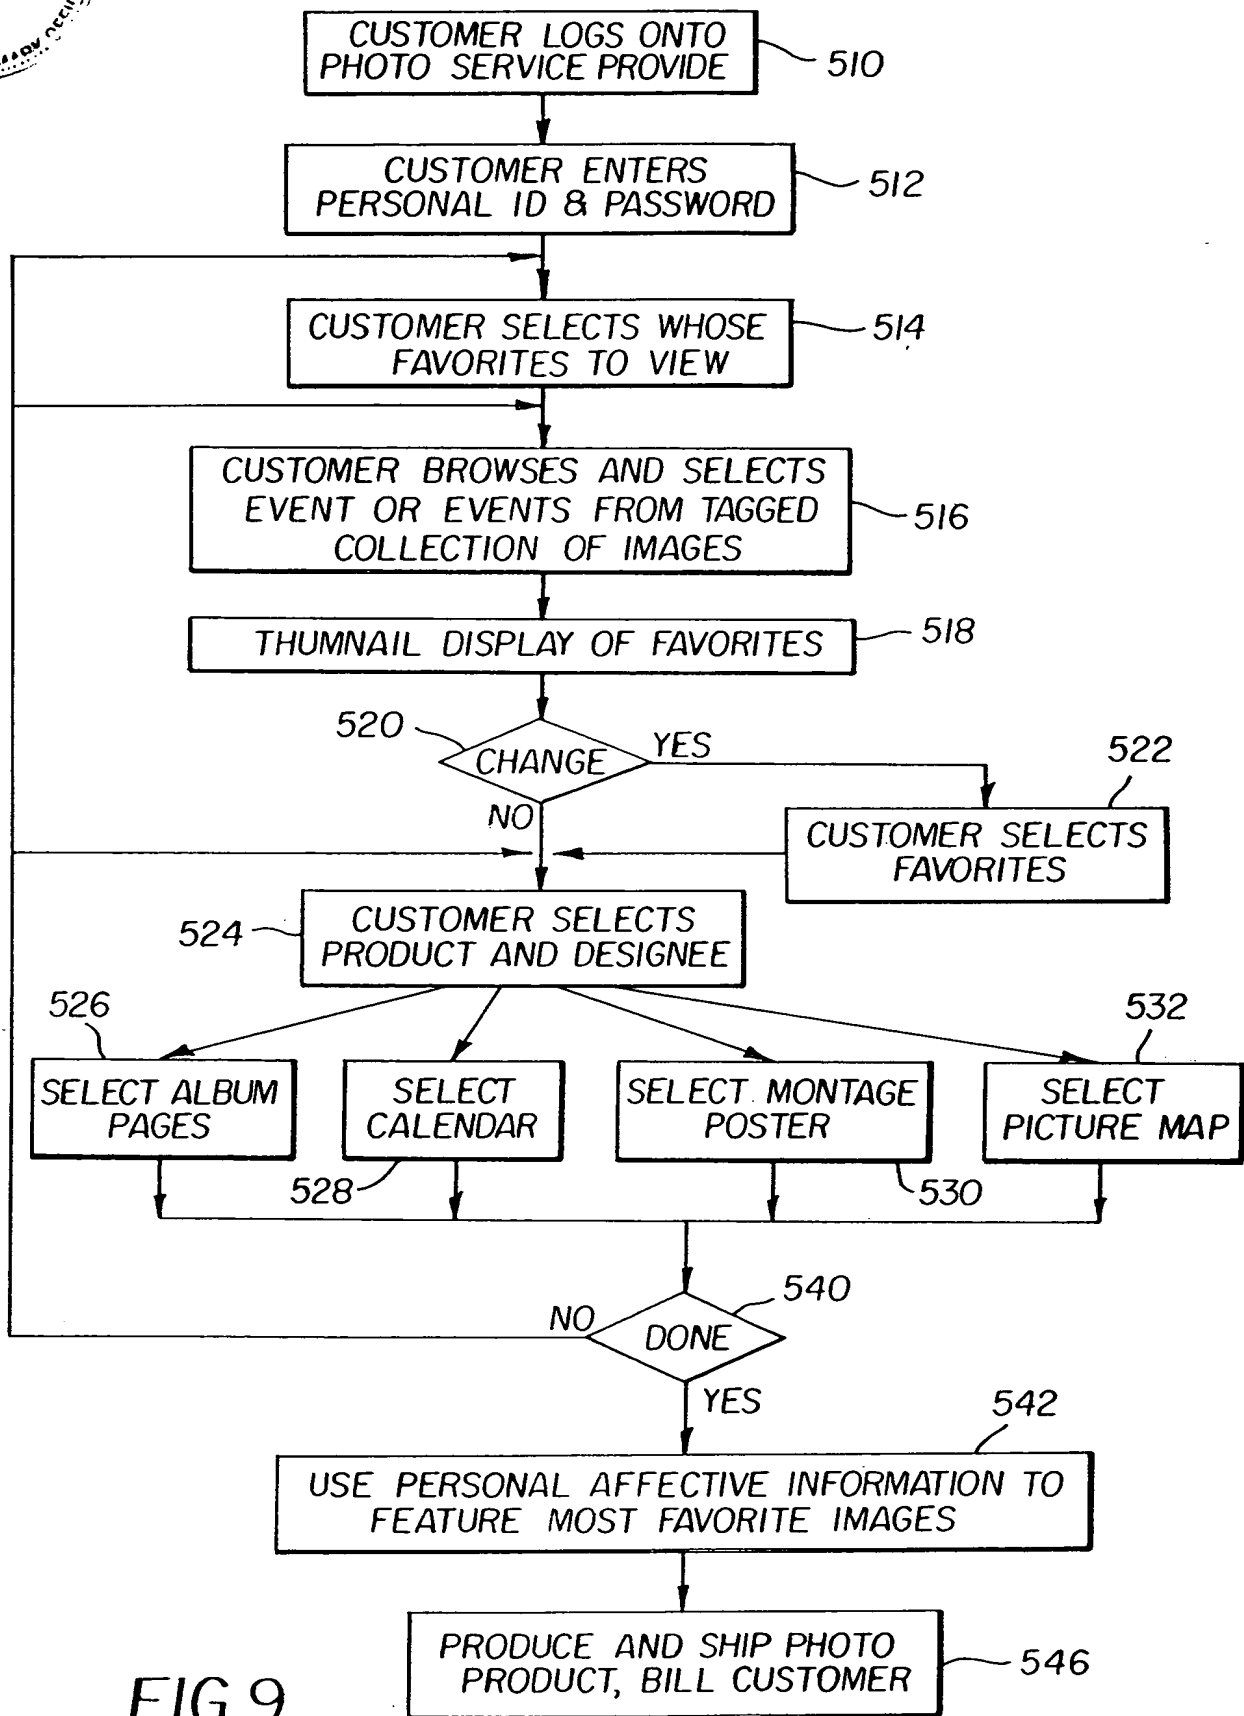 CUSTOMER LOGS ONTO
PHOTO SERVICE PROVIDE
510
CUSTOMER ENTERS
PERSONAL ID & PASSWORD
512
CUSTOMER SELECTS WHOSE
FAVORITES TO VIEW
514
CUSTOMER BROWSES AND SELECTS
EVENT OR EVENTS FROM TAGGED
COLLECTION OF IMAGES
516
THUMNAIL DISPLAY OF FAVORITES
518
520
CHANGE
YES
NO
522
CUSTOMER SELECTS
FAVORITES
524
CUSTOMER SELECTS
PRODUCT AND DESIGNEE
526
SELECT ALBUM
PAGES
SELECT
CALENDAR
528
SELECT MONTAGE
POSTER
530
532
SELECT
PICTURE MAP
540
NO
DONE
YES
542
USE PERSONAL AFFECTIVE INFORMATION TO
FEATURE MOST FAVORITE IMAGES
PRODUCE AND SHIP PHOTO
PRODUCT, BILL CUSTOMER
546
FIG. 9